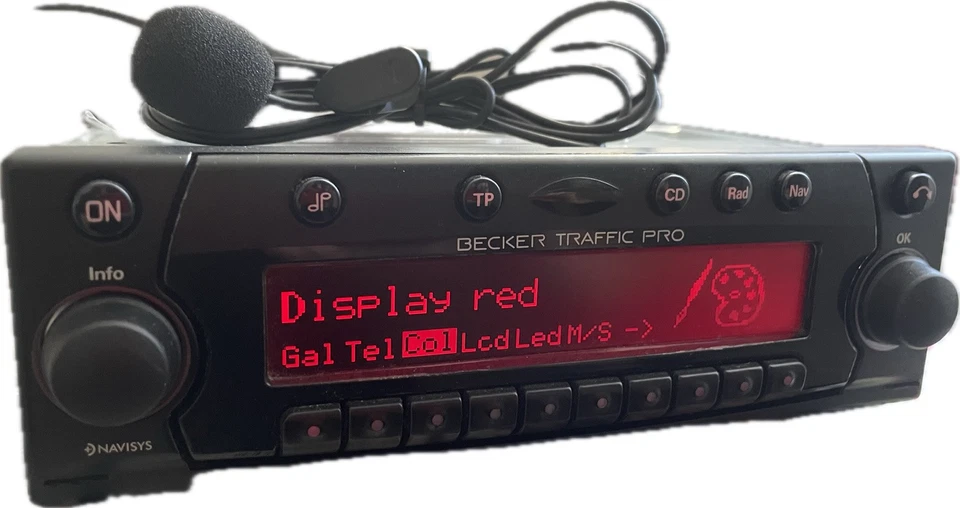 ON
TP
CD
Rad
Nav
BECKER TRAFFIC PRO
Info
OK
Display red
Gal Tel Col Lcd Led M/S ->
NAVISYS